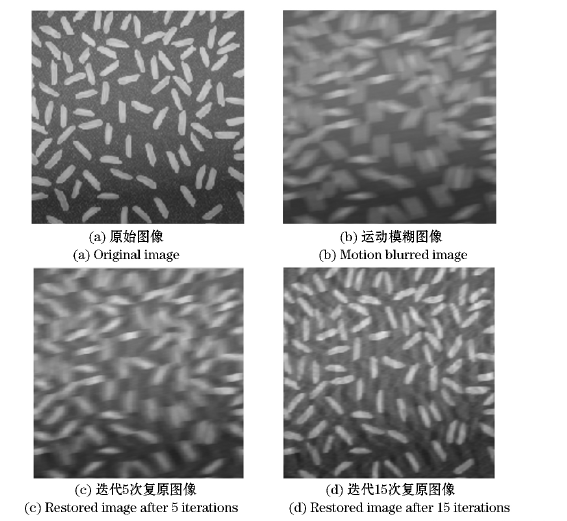 (a) 原始图像
(a) Original image
(b) 运动模糊图像
(b) Motion blurred image
(c) 迭代5次复原图像
(c) Restored image after 5 iterations
(d) 迭代15次复原图像
(d) Restored image after 15 iterations